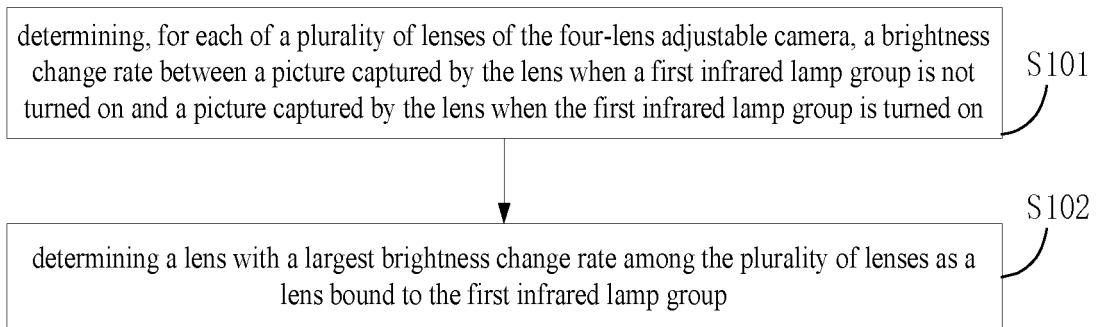 determining, for each of a plurality of lenses of the four-lens adjustable camera, a brightness
change rate between a picture captured by the lens when a first infrared lamp group is not
turned on and a picture captured by the lens when the first infrared lamp group is turned on
S101
determining a lens with a largest brightness change rate among the plurality of lenses as a
lens bound to the first infrared lamp group
S102